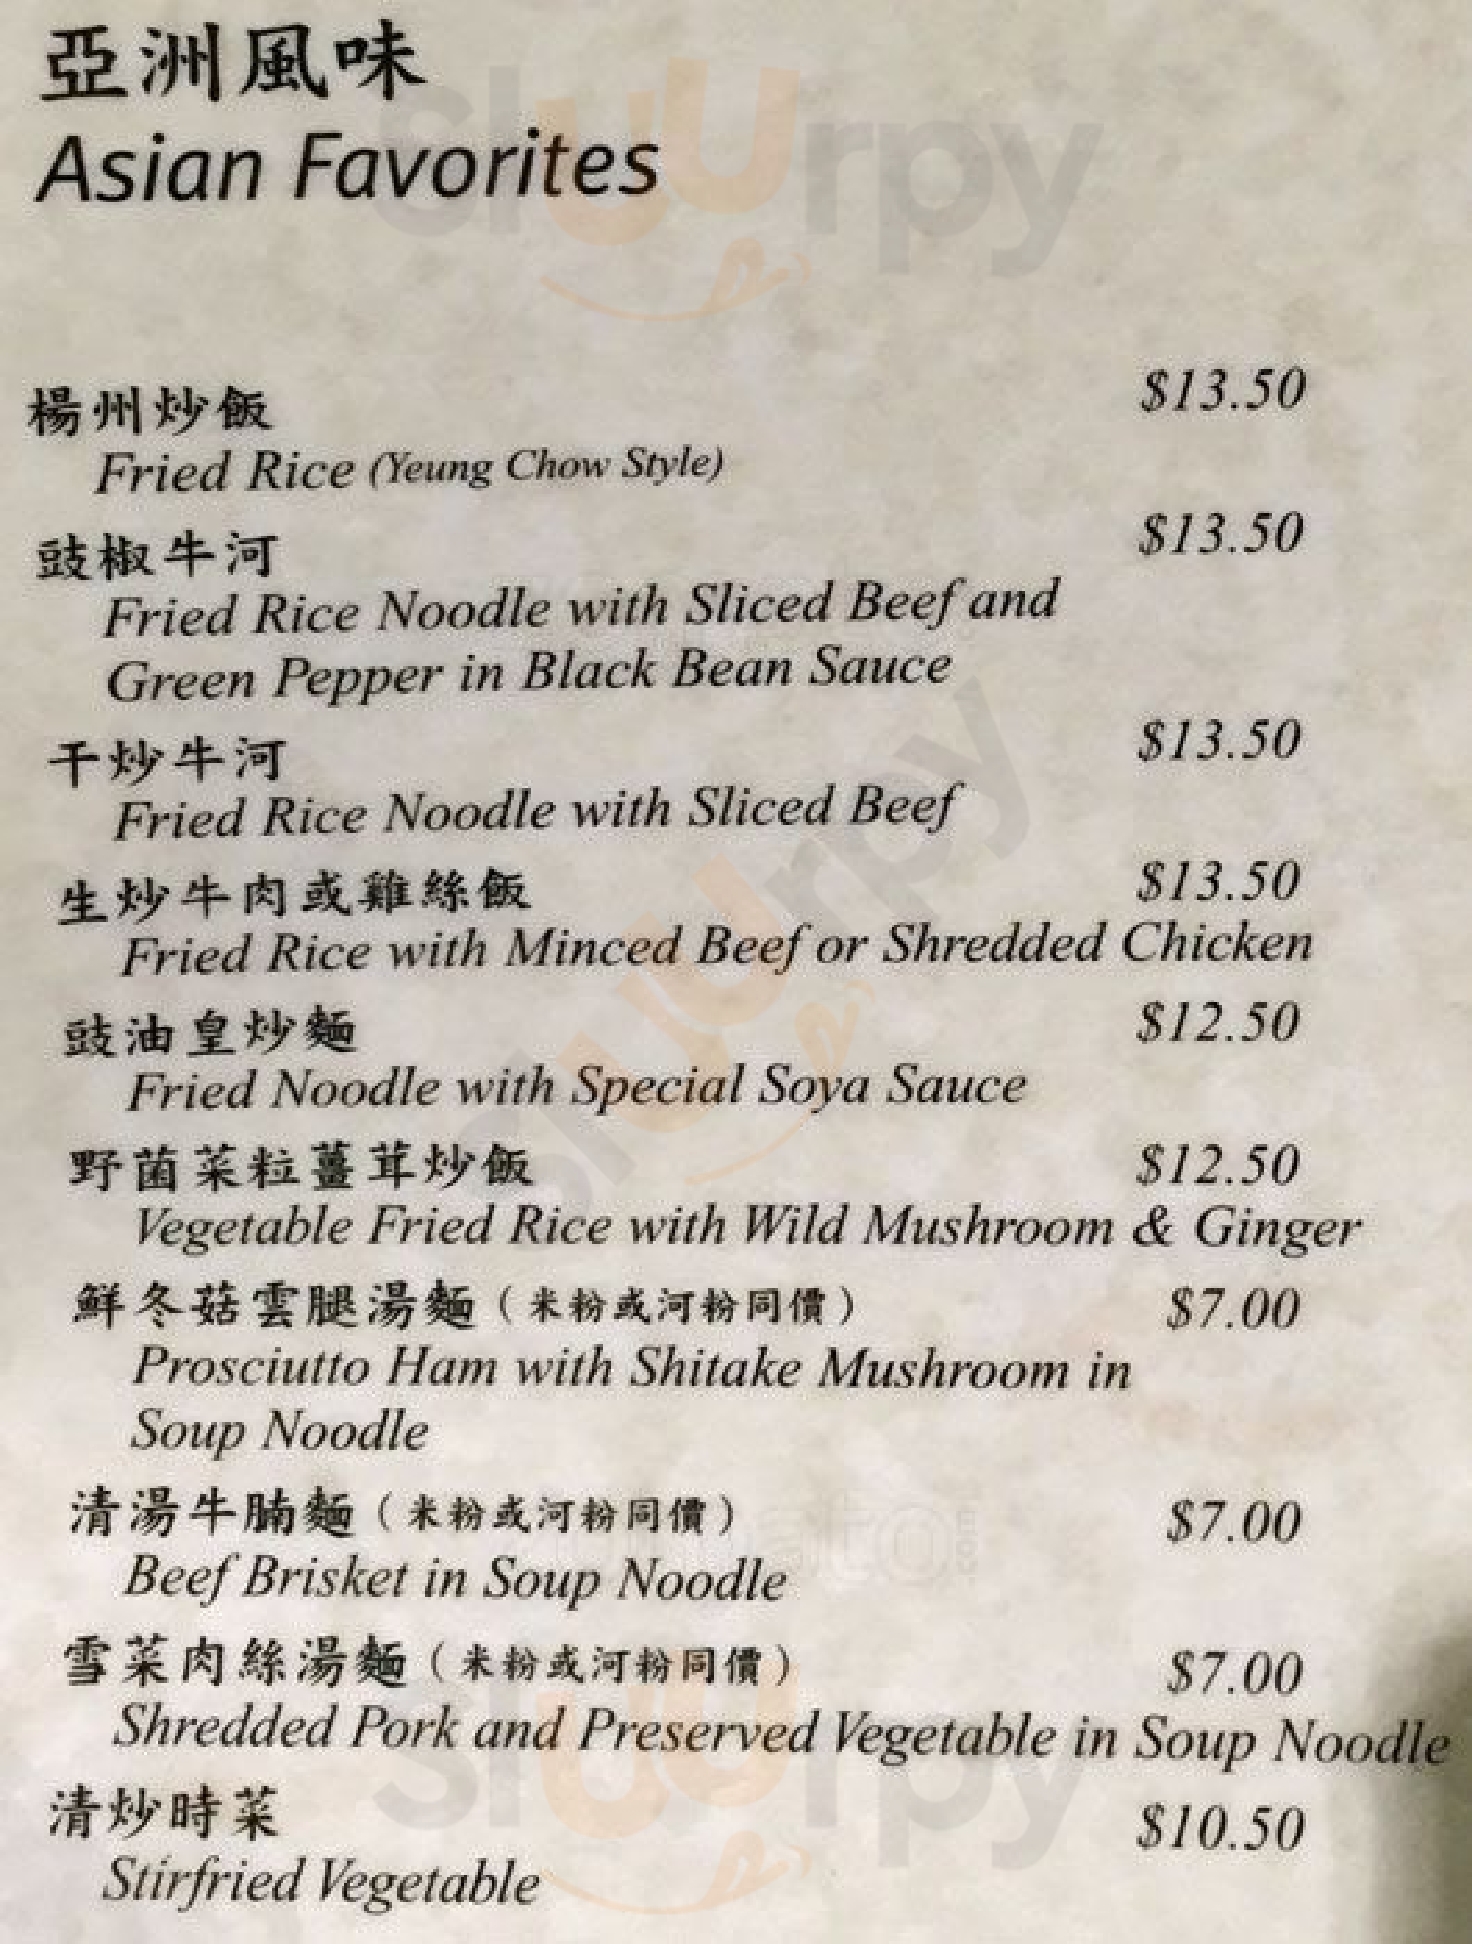 亞洲風味
Asian Favorites
楊州炒飯 $13.50
Fried Rice (Yeung Chow Style)
豉椒牛河 $13.50
Fried Rice Noodle with Sliced Beef and
Green Pepper in Black Bean Sauce
干炒牛河 $13.50
Fried Rice Noodle with Sliced Beef
生炒牛肉或雞絲飯 $13.50
Fried Rice with Minced Beef or Shredded Chicken
豉油皇炒麵 $12.50
Fried Noodle with Special Soya Sauce
野菌菜粒薑茸炒飯 $12.50
Vegetable Fried Rice with Wild Mushroom & Ginger
鮮冬菇雲腿湯麵（米粉或河粉同價） $7.00
Prosciutto Ham with Shitake Mushroom in
Soup Noodle
清湯牛腩麵（米粉或河粉同價） $7.00
Beef Brisket in Soup Noodle
雪菜肉絲湯麵（米粉或河粉同價） $7.00
Shredded Pork and Preserved Vegetable in Soup Noodle
清炒時菜 $10.50
Stirfried Vegetable
sluurpy
sluurpy
sluurpy